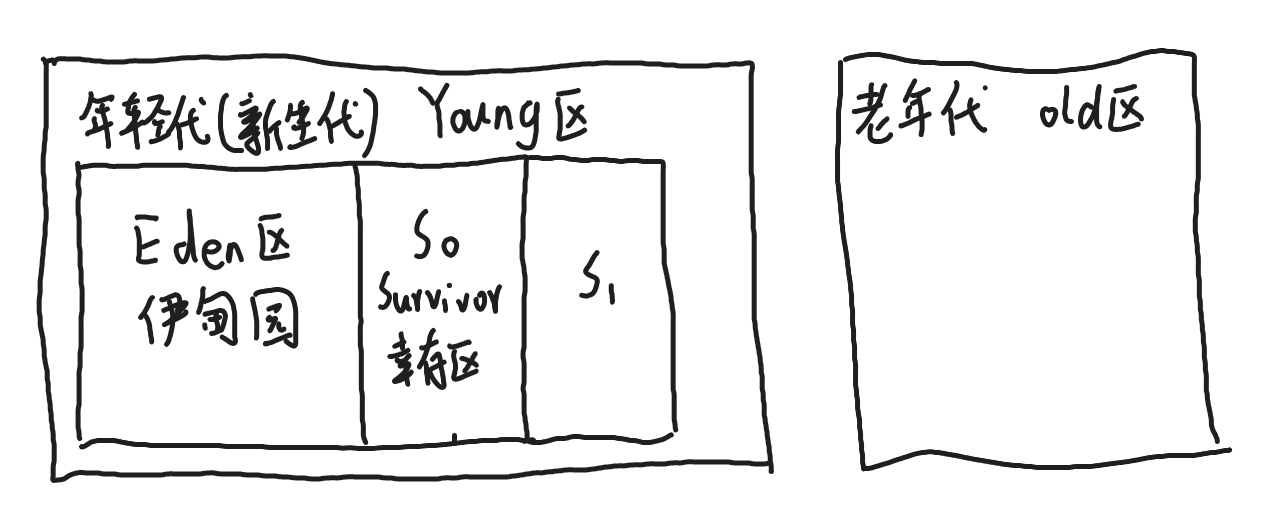 年轻代(新生代) Young区
Eden区
伊甸园
S0
Survivor
幸存区
S1
老年代 old区